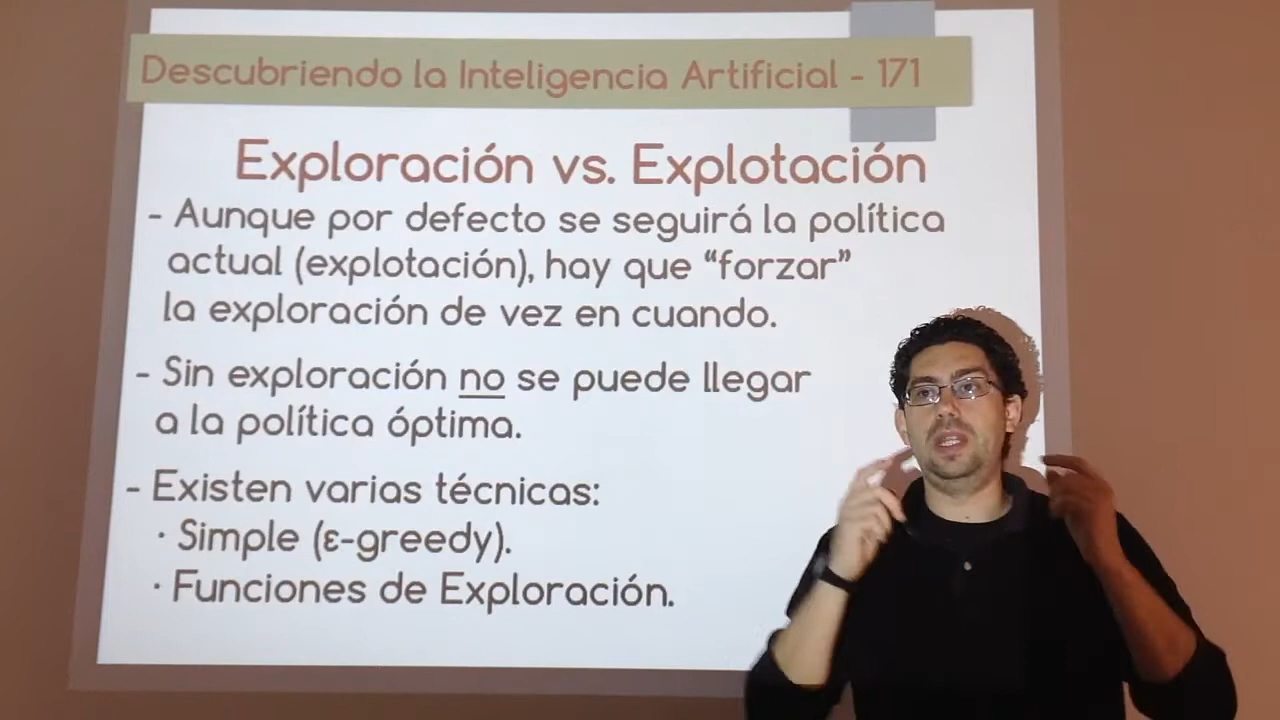 Descubriendo la Inteligencia Artificial - 171
Exploración vs. Explotación
- Aunque por defecto se seguirá la política
actual (explotación), hay que “forzar”
la exploración de vez en cuando.
- Sin exploración no se puede llegar
a la política óptima.
- Existen varias técnicas:
· Simple (ε-greedy).
· Funciones de Exploración.